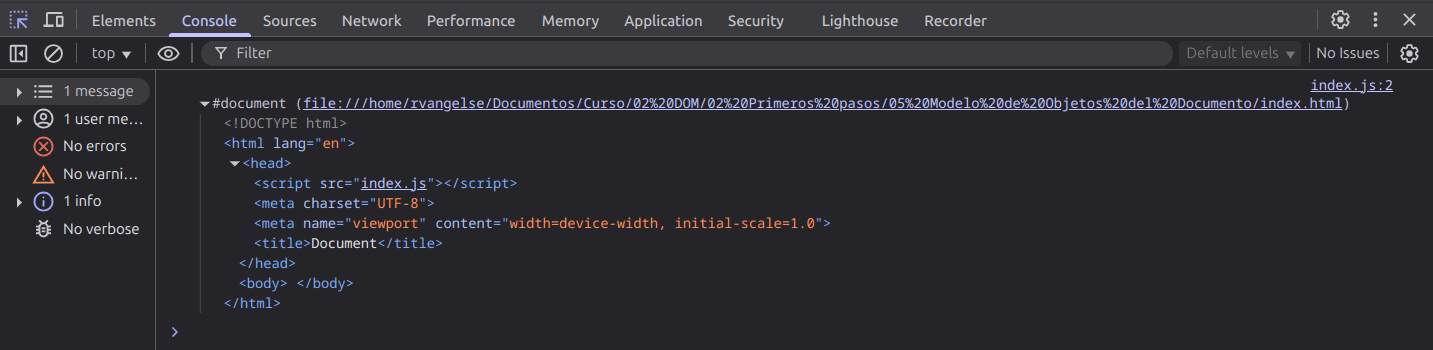 Elements Console Sources Network Performance Memory Application Security Lighthouse Recorder
top ▼ Filter Default levels ▼ No Issues
1 message
1 user me…
No errors
No warni…
1 info
No verbose
index.js:2
▼#document (file:///home/rvangelse/Documentos/Curso/02%20DOM/02%20Primeros%20pasos/05%20Modelo%20de%20Objetos%20del%20Documento/index.html)
<!DOCTYPE html>
<html lang="en">
▼<head>
<script src="index.js"></script>
<meta charset="UTF-8">
<meta name="viewport" content="width=device-width, initial-scale=1.0">
<title>Document</title>
</head>
<body> </body>
</html>